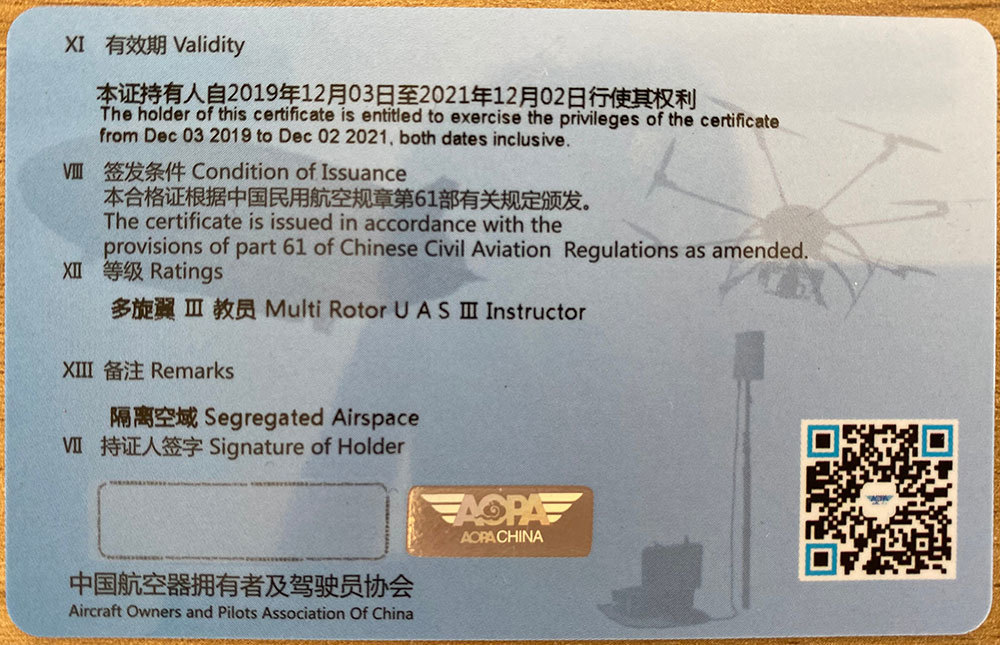 XI 有效期 Validity
本证持有人自2019年12月03日至2021年12月02日行使其权利
The holder of this certificate is entitled to exercise the privileges of the certificate
from Dec 03 2019 to Dec 02 2021, both dates inclusive.
VIII 签发条件 Condition of Issuance
本合格证根据中国民用航空规章第61部有关规定颁发。
The certificate is issued in accordance with the
provisions of part 61 of Chinese Civil Aviation Regulations as amended.
XII 等级 Ratings
多旋翼 III 教员 Multi Rotor U A S III Instructor
XIII 备注 Remarks
隔离空域 Segregated Airspace
VII 持证人签字 Signature of Holder
AOPA
AOPA CHINA
AOPA
中国航空器拥有者及驾驶员协会
Aircraft Owners and Pilots Association Of China